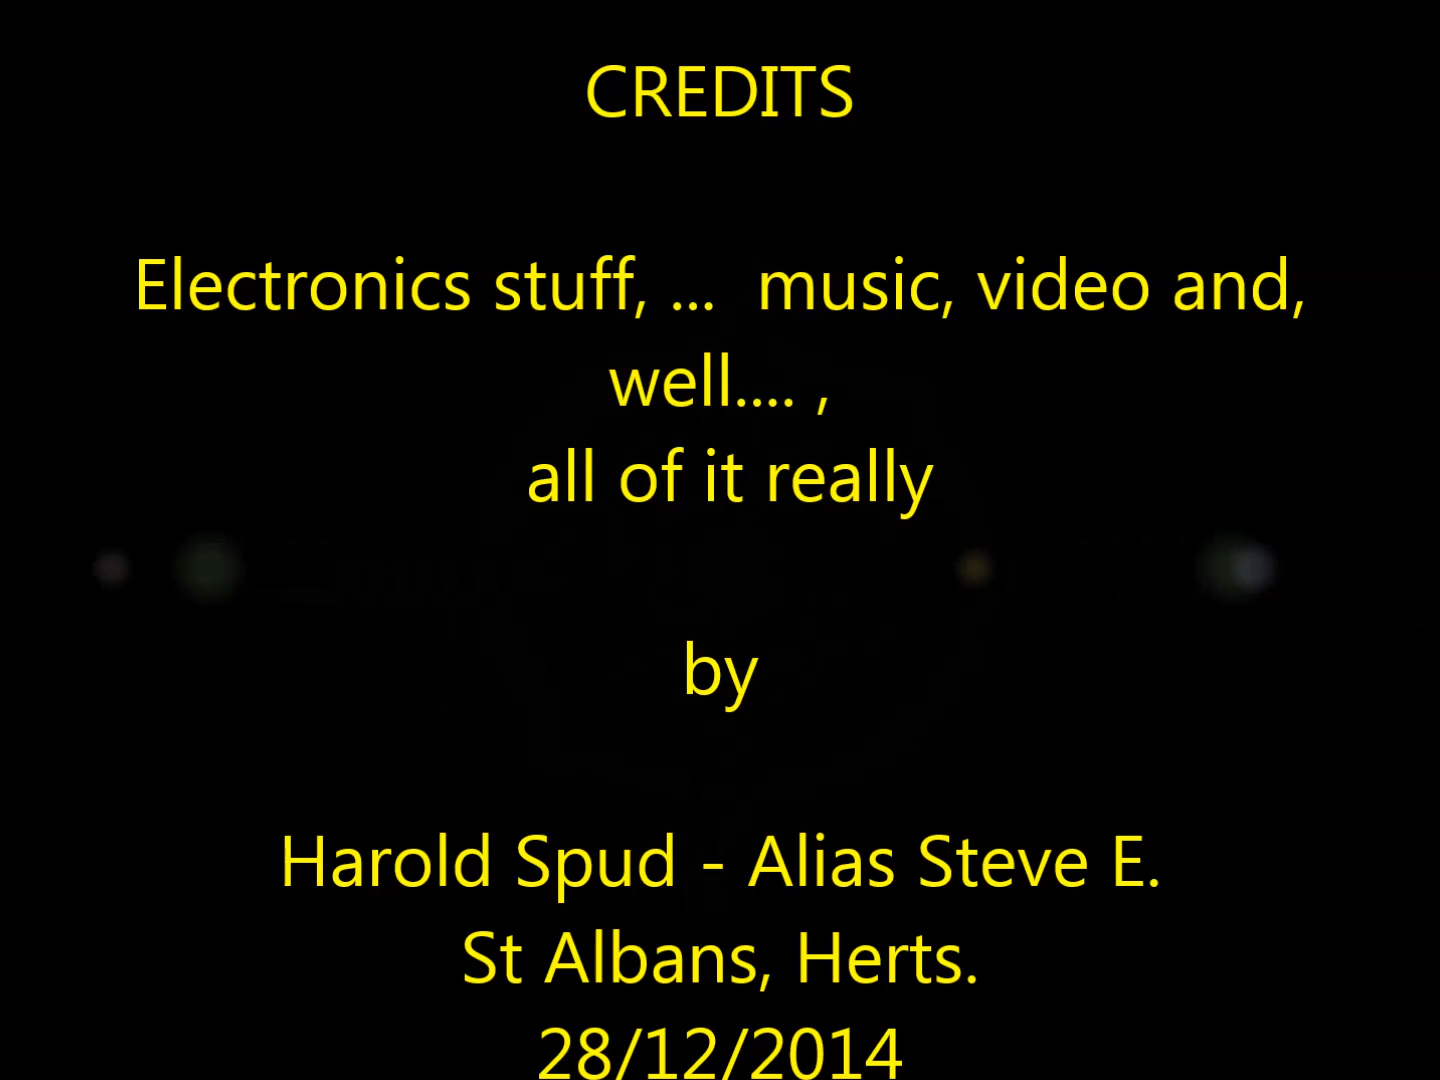 CREDITS
Electronics stuff, ...  music, video and,
well.... ,
all of it really
by
Harold Spud - Alias Steve E.
St Albans, Herts.
28/12/2014